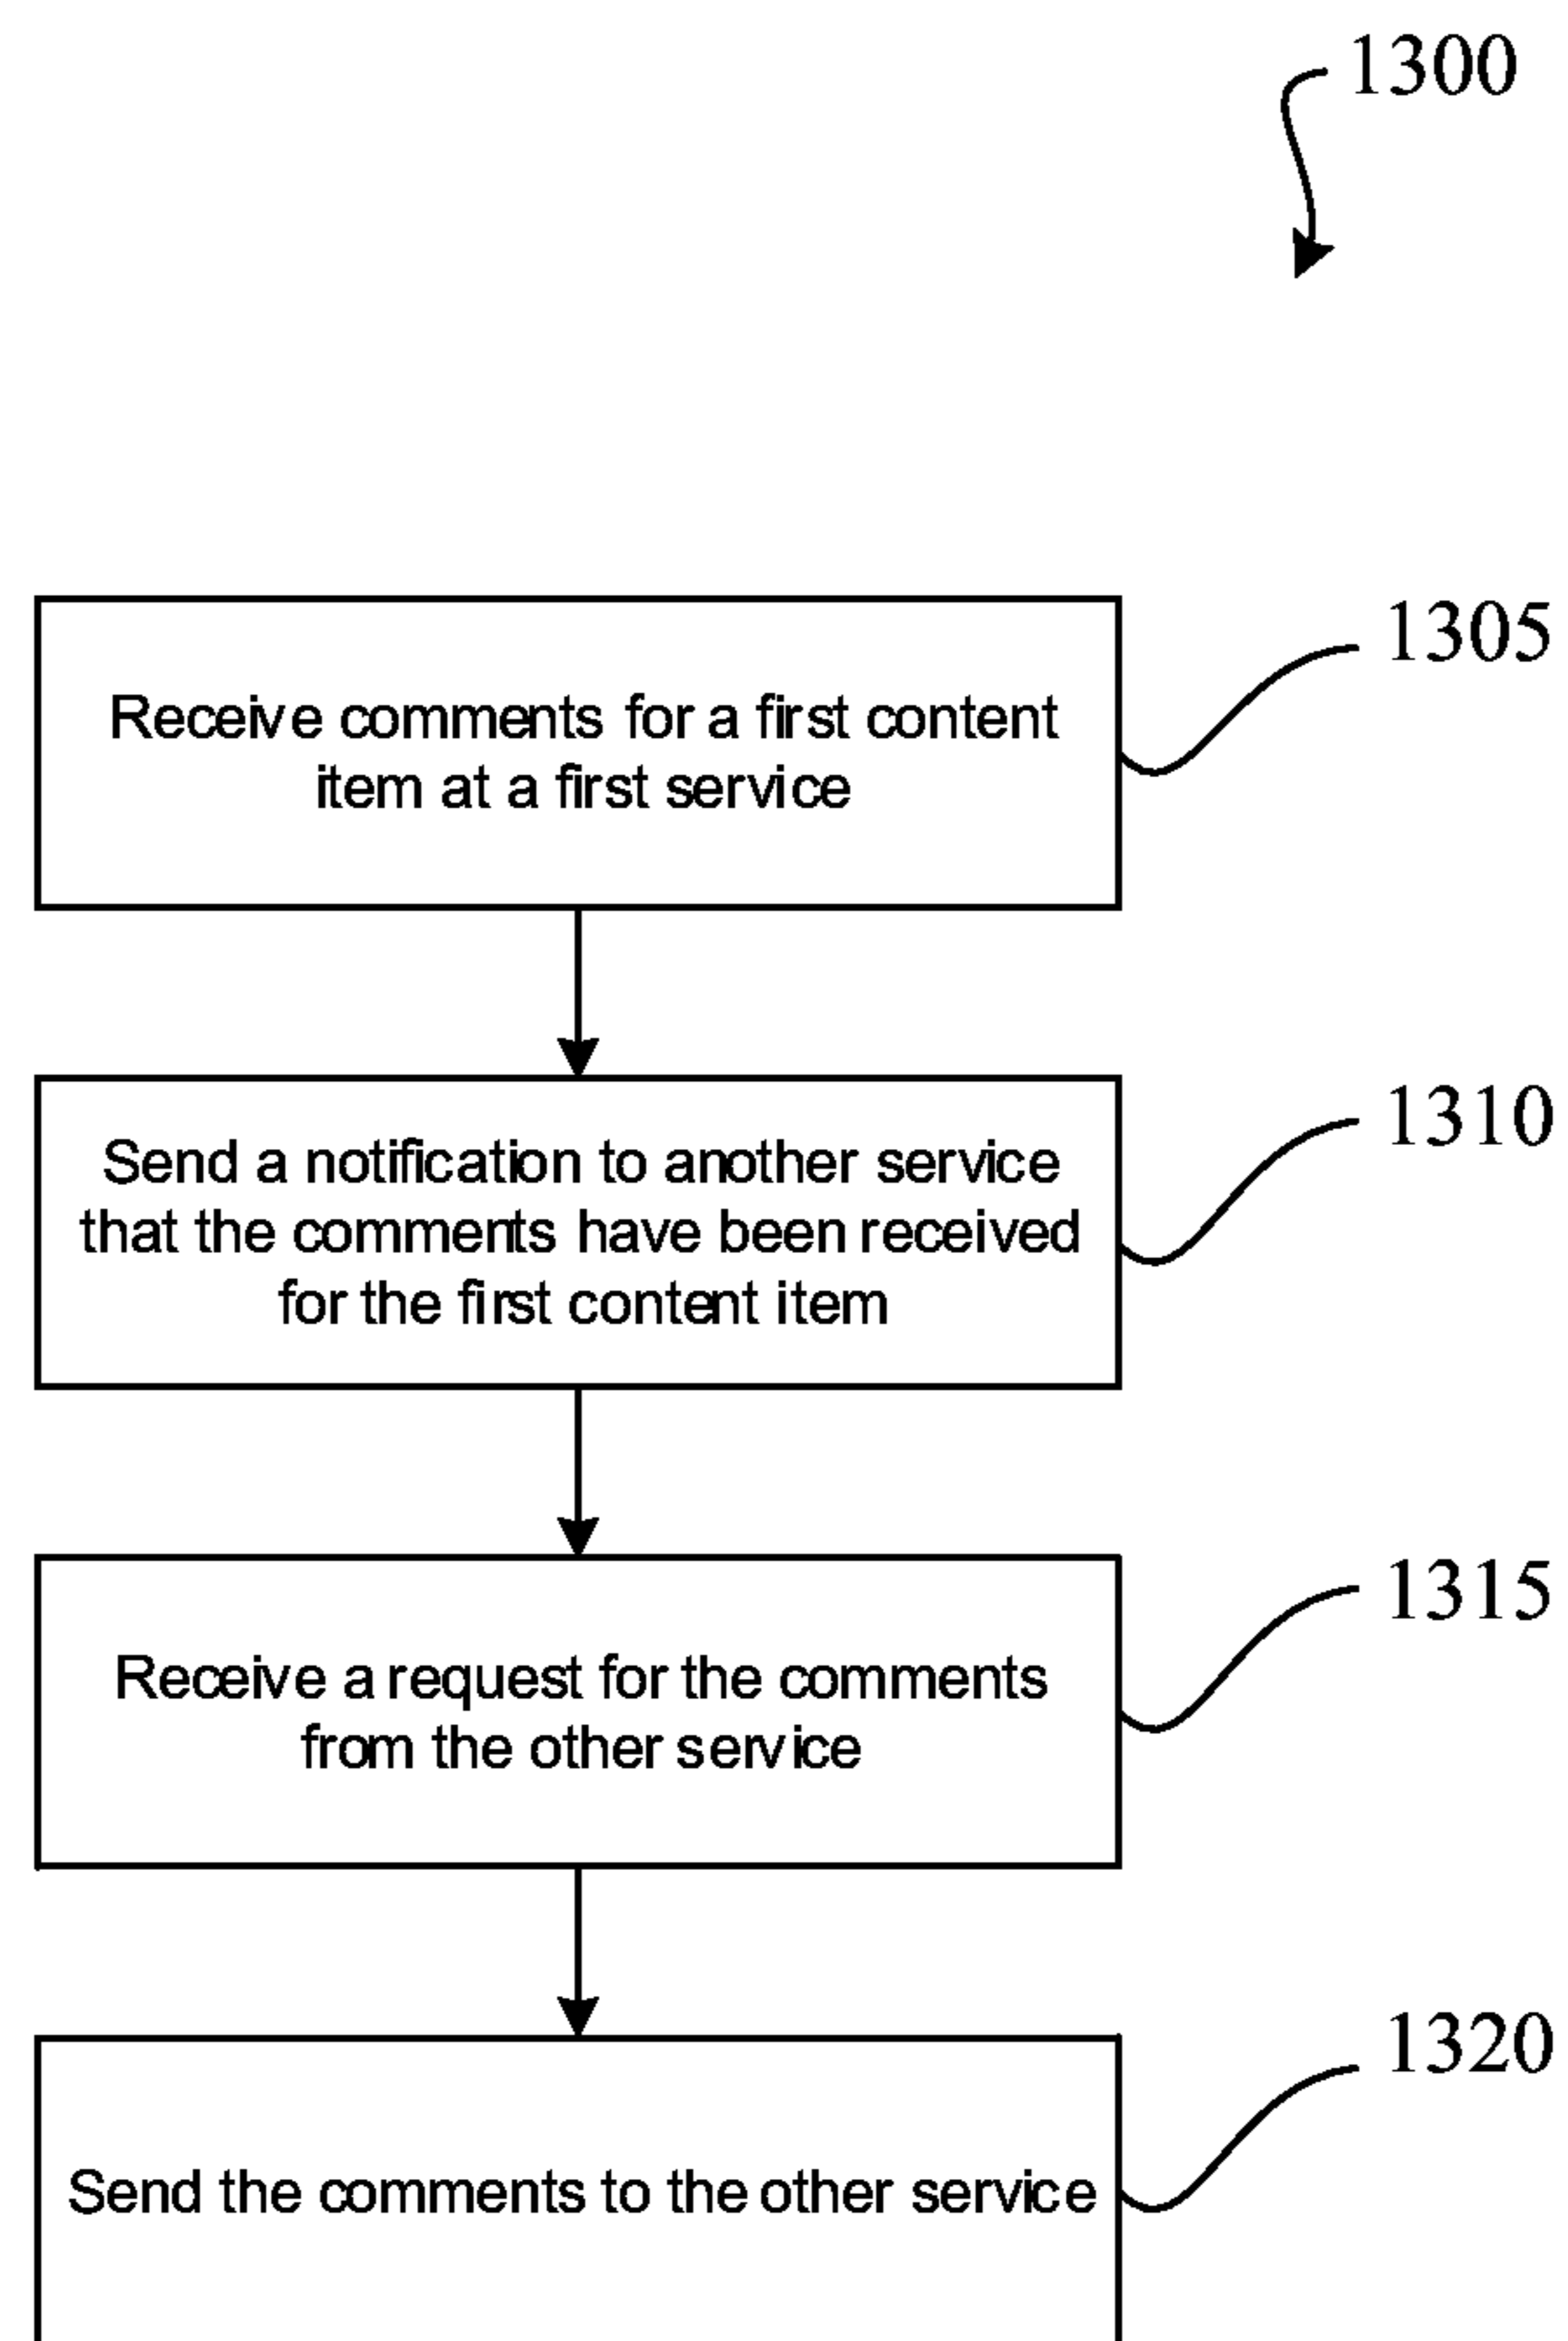 1300
Receive comments for a first content
item at a first service
1305
Send a notification to another service
that the comments have been received
for the first content item
1310
Receive a request for the comments
from the other service
1315
Send the comments to the other service
1320